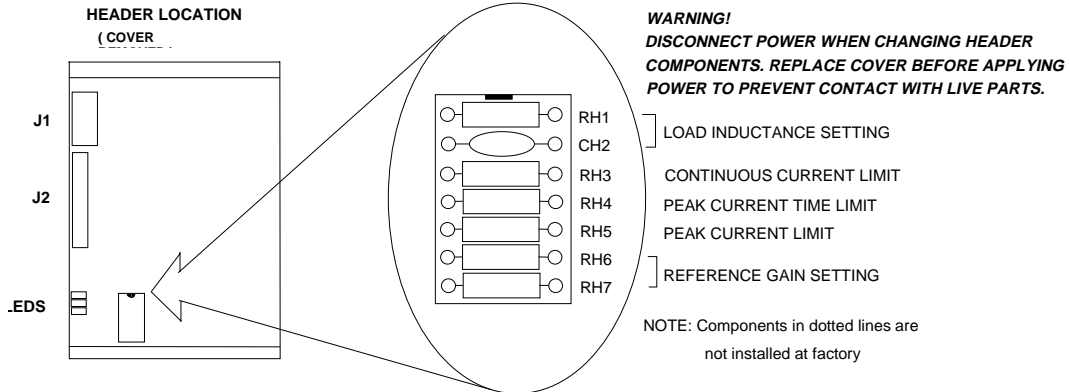 HEADER LOCATION
( COVER
WARNING!
DISCONNECT POWER WHEN CHANGING HEADER
COMPONENTS. REPLACE COVER BEFORE APPLYING
POWER TO PREVENT CONTACT WITH LIVE PARTS.
J1
J2
.EDS
RH1
CH2
LOAD INDUCTANCE SETTING
RH3 CONTINUOUS CURRENT LIMIT
RH4 PEAK CURRENT TIME LIMIT
RH5 PEAK CURRENT LIMIT
RH6
RH7
REFERENCE GAIN SETTING
NOTE: Components in dotted lines are
not installed at factory